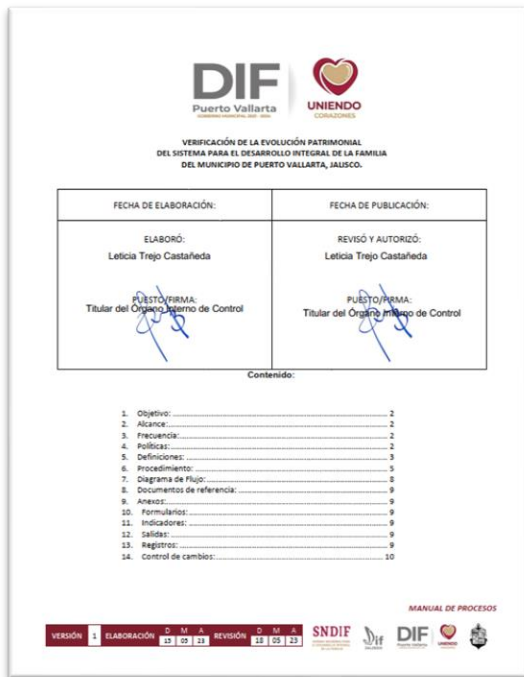 DIF
Puerto Vallarta
UNIENDO
CORAZONES
VERIFICACIÓN DE LA EVOLUCIÓN PATRIMONIAL
DEL SISTEMA PARA EL DESARROLLO INTEGRAL DE LA FAMILIA
DEL MUNICIPIO DE PUERTO VALLARTA, JALISCO.
FECHA DE ELABORACIÓN:
FECHA DE PUBLICACIÓN:
ELABORÓ:
Leticia Trejo Castañeda
PUESTO/FIRMA:
Titular del Órgano Interno de Control
REVISÓ Y AUTORIZÓ:
Leticia Trejo Castañeda
PUESTO/FIRMA:
Titular del Órgano Interno de Control
Contenido:
1. Objetivo: 2
2. Alcance: 2
3. Frecuencia: 2
4. Políticas: 2
5. Definiciones: 3
6. Procedimiento: 5
7. Diagrama de Flujo: 8
8. Documentos de referencia: 9
9. Anexos: 9
10. Formularios: 9
11. Indicadores: 9
12. Salidas: 9
13. Registros: 9
14. Control de cambios: 10
MANUAL DE PROCESOS
VERSIÓN 1 ELABORACIÓN D M A 15 05 23 REVISIÓN D M A 18 05 23
SNDIF
Dif
JALISCO
DIF
Puerto Vallarta
UNIENDO